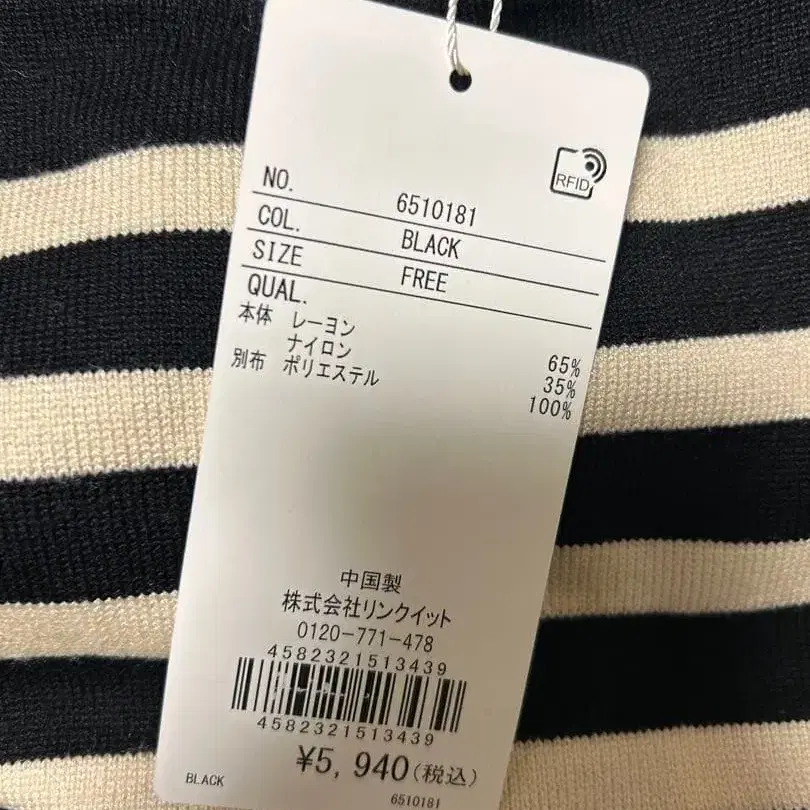 RFID
NO. 6510181
COL. BLACK
SIZE FREE
QUAL.
本体 レーヨン 65%
ナイロン 35%
別布 ポリエステル 100%
中国製
株式会社リンクイット
0120-771-478
4582321513439
4582321513439
¥5,940(税込)
BLACK 6510181